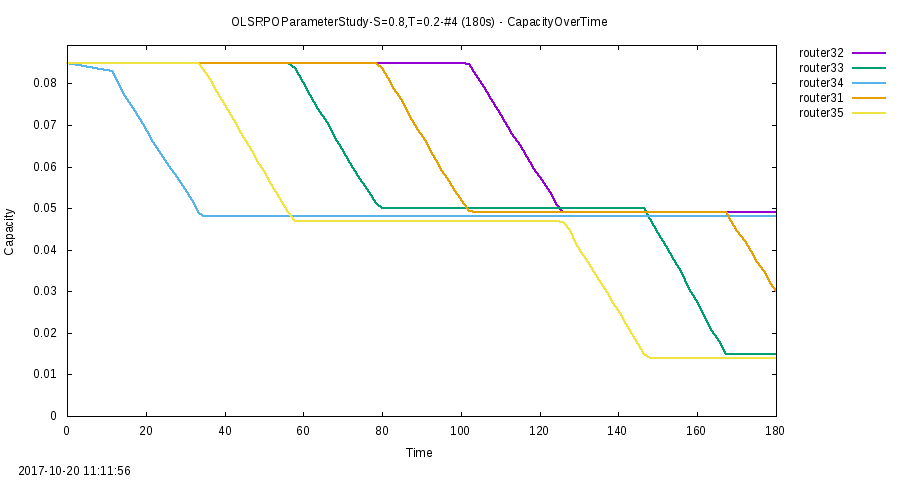 OLSRPOParameterStudy-S=0.8,T=0.2-#4 (180s) - CapacityOverTime
router32
router33
router34
router31
router35
0.08
0.07
0.06
0.05
0.04
0.03
0.02
0.01
0
Capacity
0 20 40 60 80 100 120 140 160 180
Time
2017-10-20 11:11:56